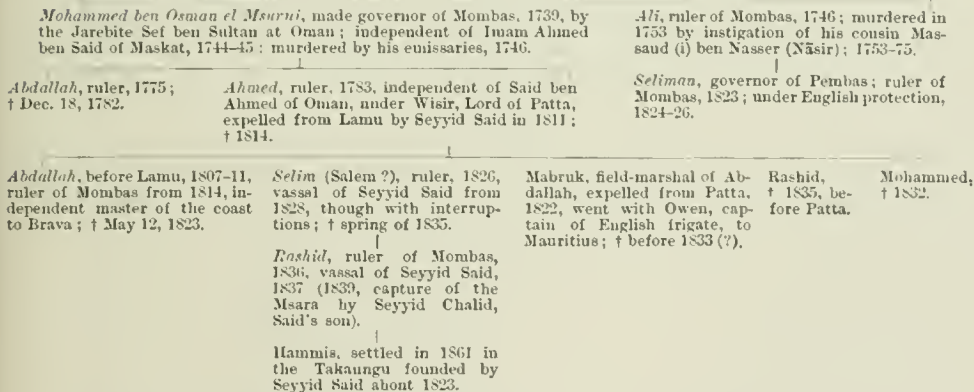 Mohammed ben Osman el Msurui, made governor of Mombas, 1739, by
the Jarebite Sef ben Sultan at Oman; independent of Imam Ahmed
ben Said of Maskat, 1744–45: murdered by his emissaries, 1746.
Ali, ruler of Mombas, 1746; murdered in
1753 by instigation of his cousin Mas-
saud (i) ben Nasser (Nãsir); 1753-75.
Abdallah, ruler, 1775;
† Dec. 18, 1782.
Ahmed, ruler, 1783, independent of Said ben
Ahmed of Oman, under Wisir, Lord of Patta,
expelled from Lamu by Seyyid Said in 1811;
† 1814.
Seliman, governor of Pembas; ruler of
Mombas, 1823; under English protection,
1824–26.
Abdallah, before Lamu, 1807-11,
ruler of Mombas from 1814, in-
dependent master of the coast
to Brava; † May 12, 1823.
Selim (Salem ?), ruler, 1826,
vassal of Seyyid Said from
1828, though with interrup-
tions; † spring of 1835.
Rashid, ruler of Mombas,
1836, vassal of Seyyid Said,
1837 (1839, capture of the
Msara by Seyyid Chalid,
Said's son).
Hammis, settled in 1861 in
the Takaungu founded by
Seyyid Said about 1823.
Mabruk, field-marshal of Ab-
dallah, expelled from Patta,
1822, went with Owen, cap-
tain of English frigate, to
Mauritius; † before 1833 (?).
Rashid,
† 1835, be-
fore Patta.
Mohammed,
† 1832.